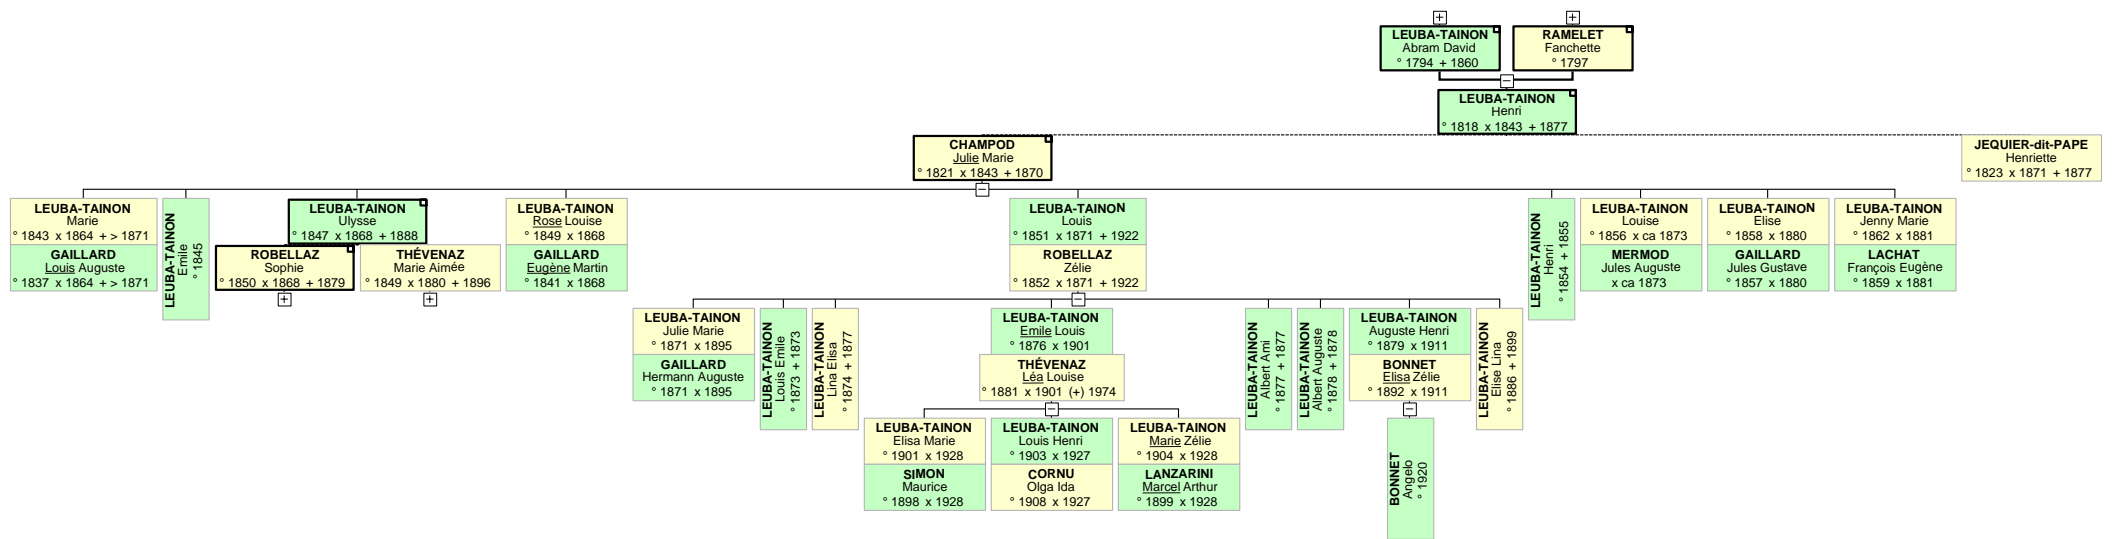 LEUBA-TAINON
Abram David
° 1794 + 1860
RAMELET
Fanchette
° 1797
LEUBA-TAINON
Henri
° 1818 x 1843 + 1877
CHAMPOD
Julie Marie
° 1821 x 1843 + 1870
JEQUIER-dit-PAPE
Henriette
° 1823 x 1871 + 1877
LEUBA-TAINON
Marie
° 1843 x 1864 + > 1871
GAILLARD
Louis Auguste
° 1837 x 1864 + > 1871
LEUBA-TAINON
Emile
° 1845
LEUBA-TAINON
Ulysse
° 1847 x 1868 + 1888
ROBELLAZ
Sophie
° 1850 x 1868 + 1879
THÉVENAZ
Marie Aimée
° 1849 x 1880 + 1896
LEUBA-TAINON
Rose Louise
° 1849 x 1868
GAILLARD
Eugène Martin
° 1841 x 1868
LEUBA-TAINON
Louis
° 1851 x 1871 + 1922
ROBELLAZ
Zélie
° 1852 x 1871 + 1922
LEUBA-TAINON
Henri
° 1854 + 1855
LEUBA-TAINON
Louise
° 1856 x ca 1873
MERMOD
Jules Auguste
x ca 1873
LEUBA-TAINON
Elise
° 1858 x 1880
GAILLARD
Jules Gustave
° 1857 x 1880
LEUBA-TAINON
Jenny Marie
° 1862 x 1881
LACHAT
François Eugène
° 1859 x 1881
LEUBA-TAINON
Julie Marie
° 1871 x 1895
GAILLARD
Hermann Auguste
° 1871 x 1895
LEUBA-TAINON
Louis Emile
° 1873 + 1873
LEUBA-TAINON
Lina Elisa
° 1874 + 1877
LEUBA-TAINON
Emile Louis
° 1876 x 1901
THÉVENAZ
Léa Louise
° 1881 x 1901 (+) 1974
LEUBA-TAINON
Albert Ami
° 1877 + 1877
LEUBA-TAINON
Albert Auguste
° 1878 + 1878
LEUBA-TAINON
Auguste Henri
° 1879 x 1911
BONNET
Elisa Zélie
° 1892 x 1911
LEUBA-TAINON
Elise Lina
° 1886 + 1899
LEUBA-TAINON
Elisa Marie
° 1901 x 1928
SIMON
Maurice
° 1898 x 1928
LEUBA-TAINON
Louis Henri
° 1903 x 1927
CORNU
Olga Ida
° 1908 x 1927
LEUBA-TAINON
Marie Zélie
° 1904 x 1928
LANZARINI
Marcel Arthur
° 1899 x 1928
BONNET
Angelo
° 1920